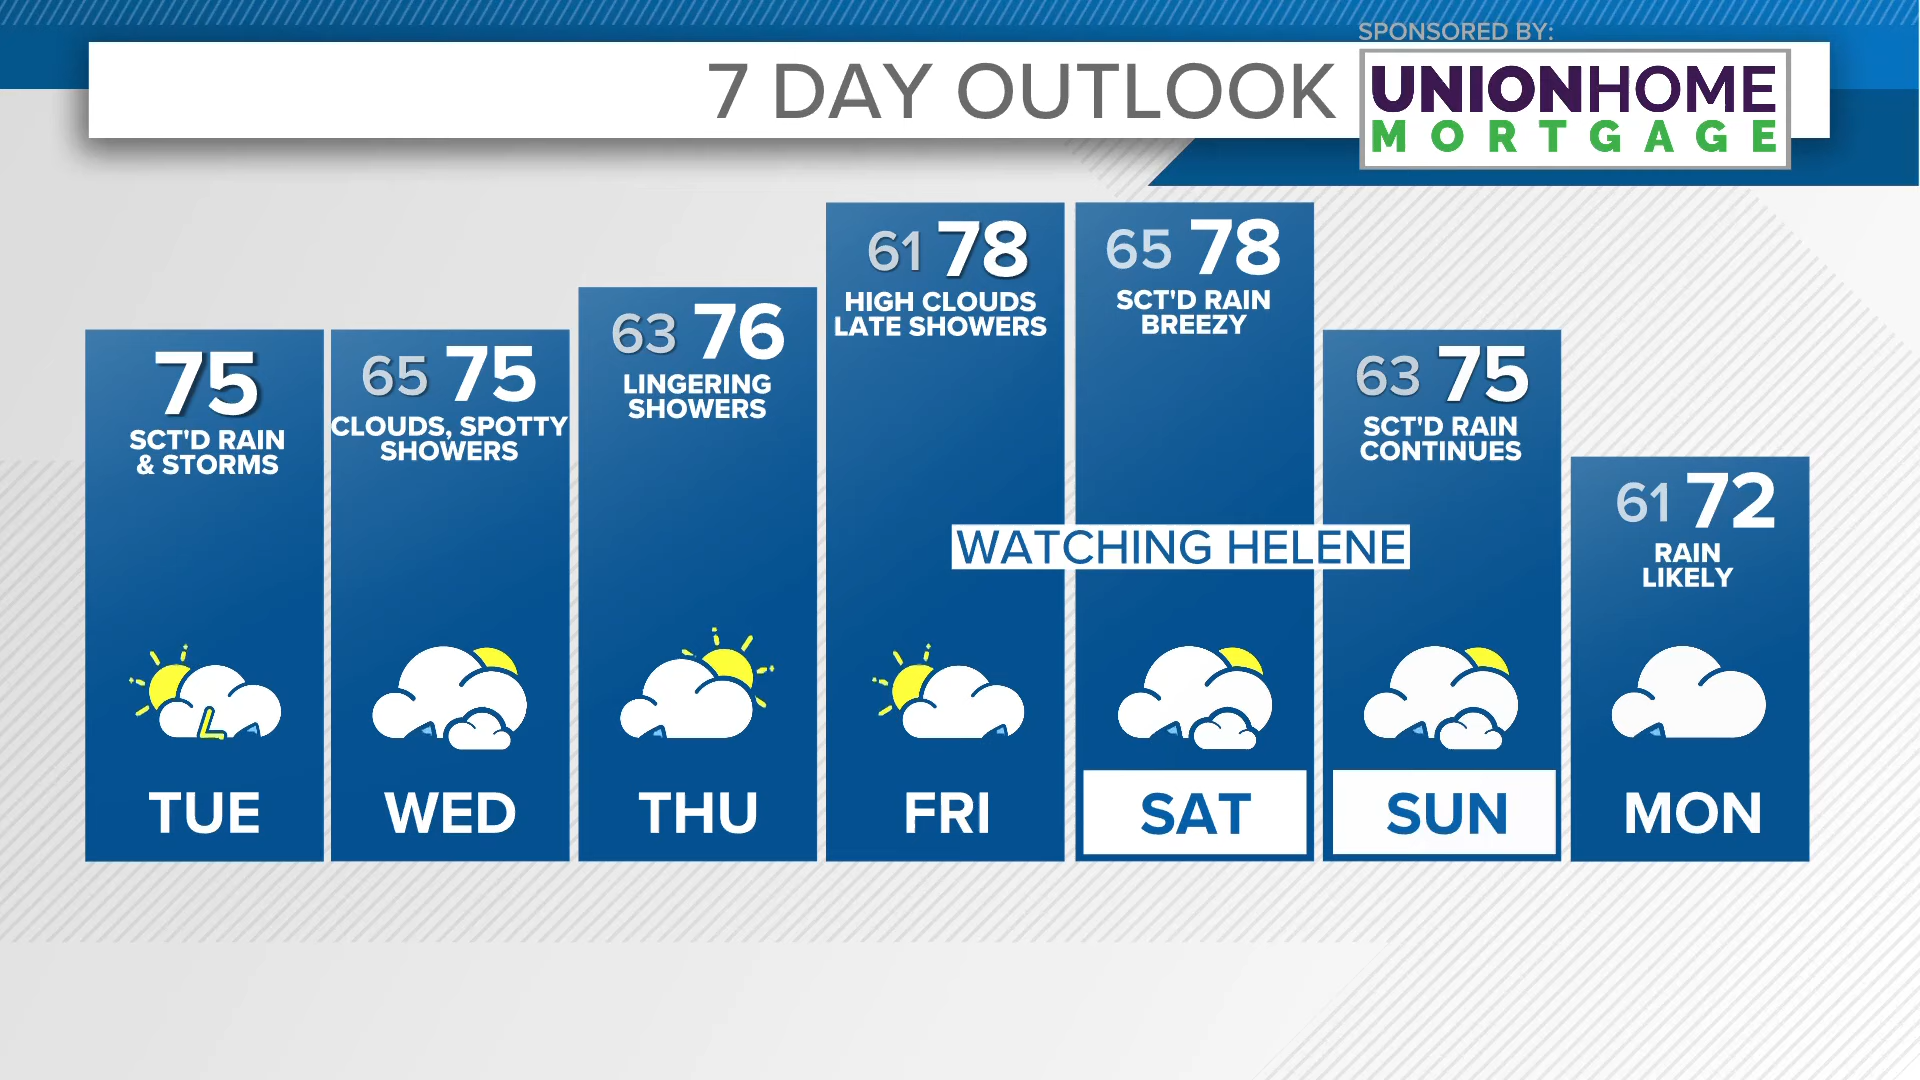 SPONSORED BY:
7 DAY OUTLOOK
UNIONHOME
MORTGAGE
75
SCT'D RAIN
& STORMS
TUE
65 75
CLOUDS, SPOTTY
SHOWERS
WED
63 76
LINGERING
SHOWERS
THU
61 78
HIGH CLOUDS
LATE SHOWERS
FRI
65 78
SCT'D RAIN
BREEZY
SAT
63 75
SCT'D RAIN
CONTINUES
SUN
61 72
RAIN
LIKELY
MON
WATCHING HELENE